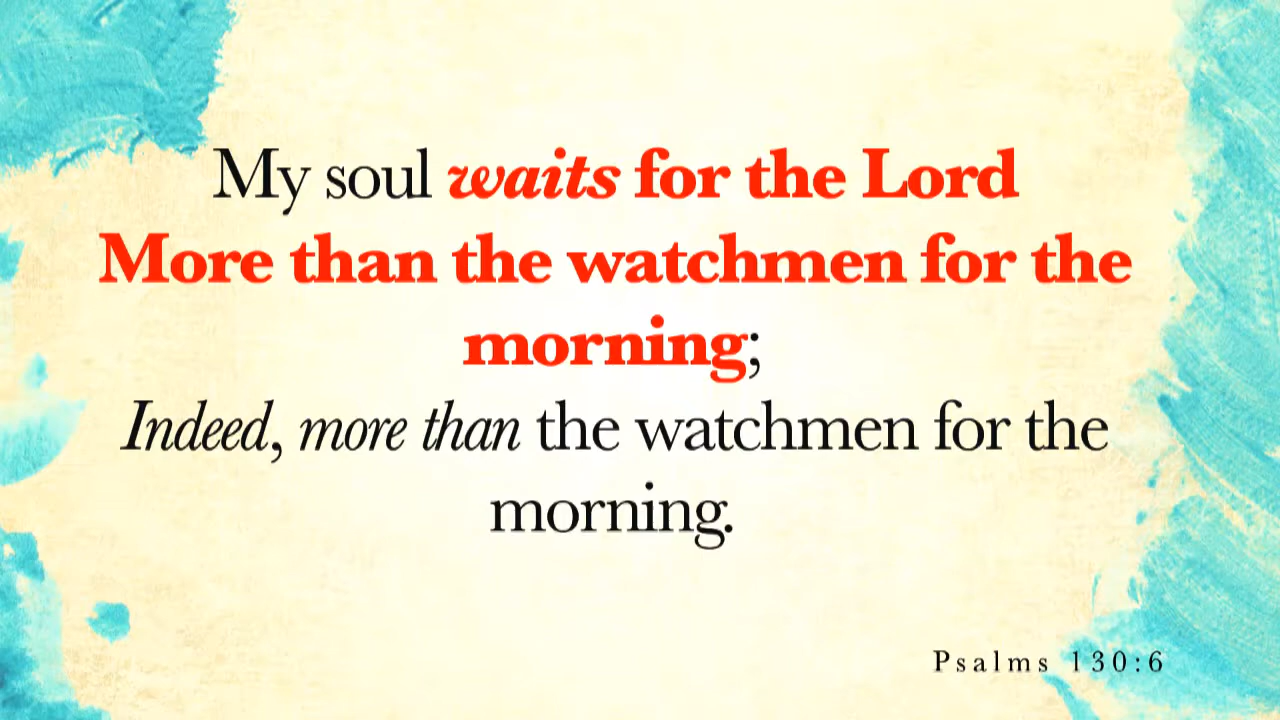 My soul waits for the Lord
More than the watchmen for the
morning;
Indeed, more than the watchmen for the
morning.
Psalms 130:6